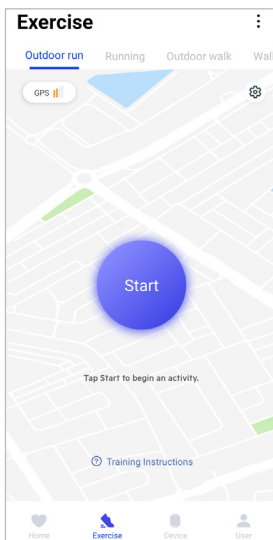 Exercise
Outdoor run
Running
Outdoor walk
Wal
GPS
Start
Tap Start to begin an activity.
Training Instructions
Home
Exercise
Device
User